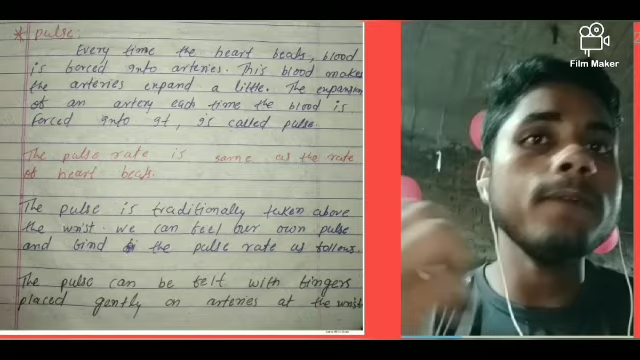 * Pulse:
Every time the heart beats, blood
is forced into arteries. This blood makes
the arteries expand a little. The expansion
of an artery each time the blood is
forced into it, is called pulse.
The pulse rate is same as the rate
of heart beats.
The pulse is traditionally taken above
the wrist. we can feel our own pulse
and find the pulse rate as follows.
The pulse can be felt with fingers
placed gently on arteries at the wrist
Film Maker